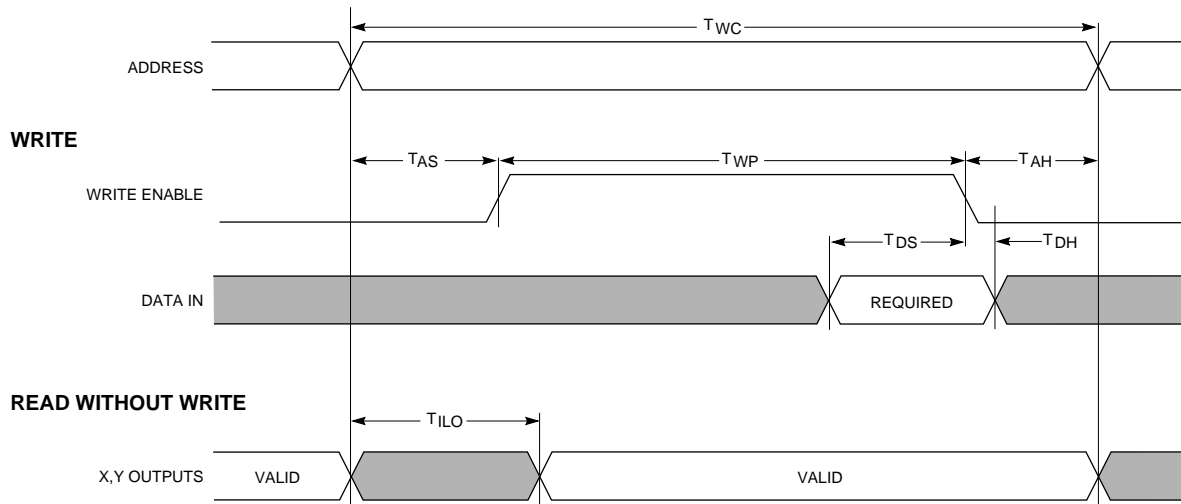 TWC
ADDRESS
WRITE
TAS
TWP
TAH
WRITE ENABLE
TDS
TDH
DATA IN
REQUIRED
READ WITHOUT WRITE
TILO
X,Y OUTPUTS
VALID
VALID